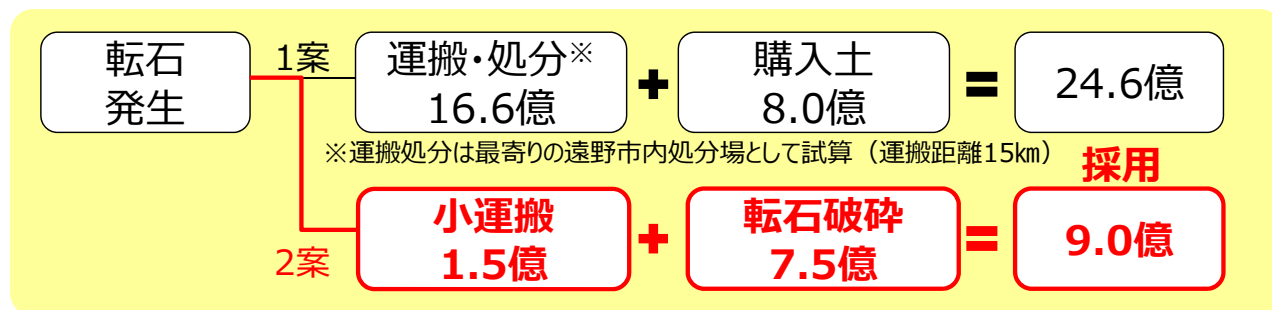 転石
発生
1案
運搬・処分※
16.6億
+
購入土
8.0億
=
24.6億
※運搬処分は最寄りの遠野市内処分場として試算（運搬距離15㎞）
採用
2案
小運搬
1.5億
+
転石破砕
7.5億
=
9.0億